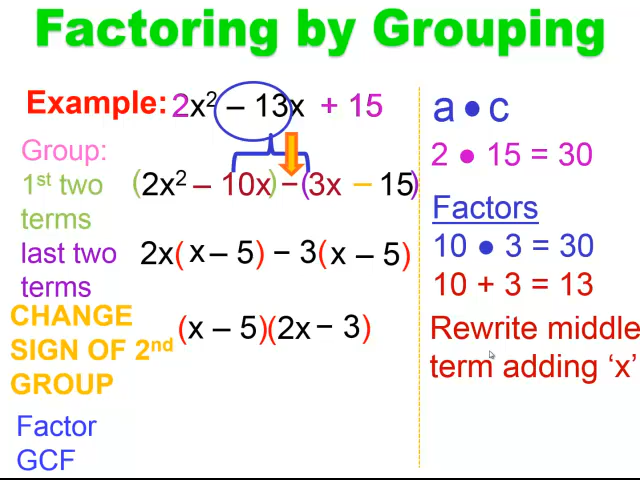 Factoring by Grouping
Example: 2x² – 13x + 15
Group:
1st two
terms
last two
terms
CHANGE
SIGN OF 2nd
GROUP
Factor
GCF
(2x² – 10x) – (3x – 15)
2x(x – 5) – 3(x – 5)
(x – 5)(2x – 3)
a • c
2 • 15 = 30
Factors
10 • 3 = 30
10 + 3 = 13
Rewrite middle
term adding ‘x’